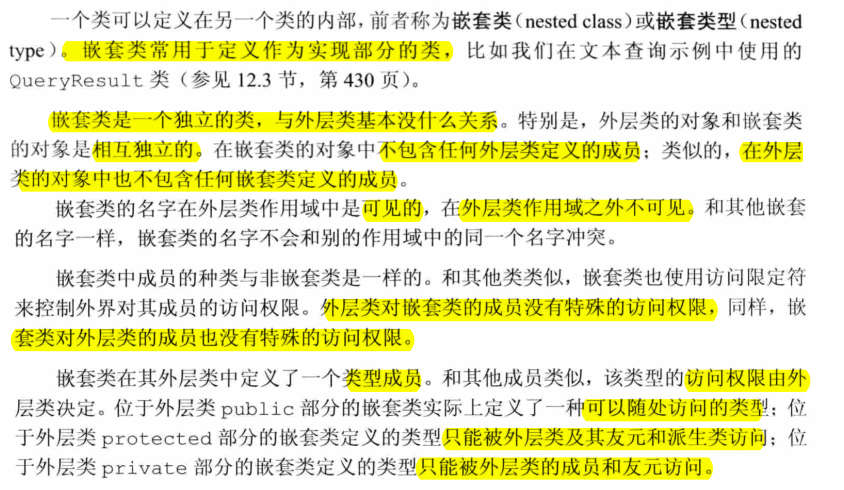 一个类可以定义在另一个类的内部，前者称为嵌套类（nested class）或嵌套类型（nested
type）。嵌套类常用于定义作为实现部分的类，比如我们在文本查询示例中使用的
QueryResult 类（参见 12.3 节，第 430 页）。
嵌套类是一个独立的类，与外层类基本没什么关系。特别是，外层类的对象和嵌套类
的对象是相互独立的。在嵌套类的对象中不包含任何外层类定义的成员；类似的，在外层
类的对象中也不包含任何嵌套类定义的成员。
嵌套类的名字在外层类作用域中是可见的，在外层类作用域之外不可见。和其他嵌套
的名字一样，嵌套类的名字不会和别的作用域中的同一个名字冲突。
嵌套类中成员的种类与非嵌套类是一样的。和其他类类似，嵌套类也使用访问限定符
来控制外界对其成员的访问权限。外层类对嵌套类的成员没有特殊的访问权限，同样，嵌
套类对外层类的成员也没有特殊的访问权限。
嵌套类在其外层类中定义了一个类型成员。和其他成员类似，该类型的访问权限由外
层类决定。位于外层类 public 部分的嵌套类实际上定义了一种可以随处访问的类型；位
于外层类 protected 部分的嵌套类定义的类型只能被外层类及其友元和派生类访问；位
于外层类 private 部分的嵌套类定义的类型只能被外层类的成员和友元访问。